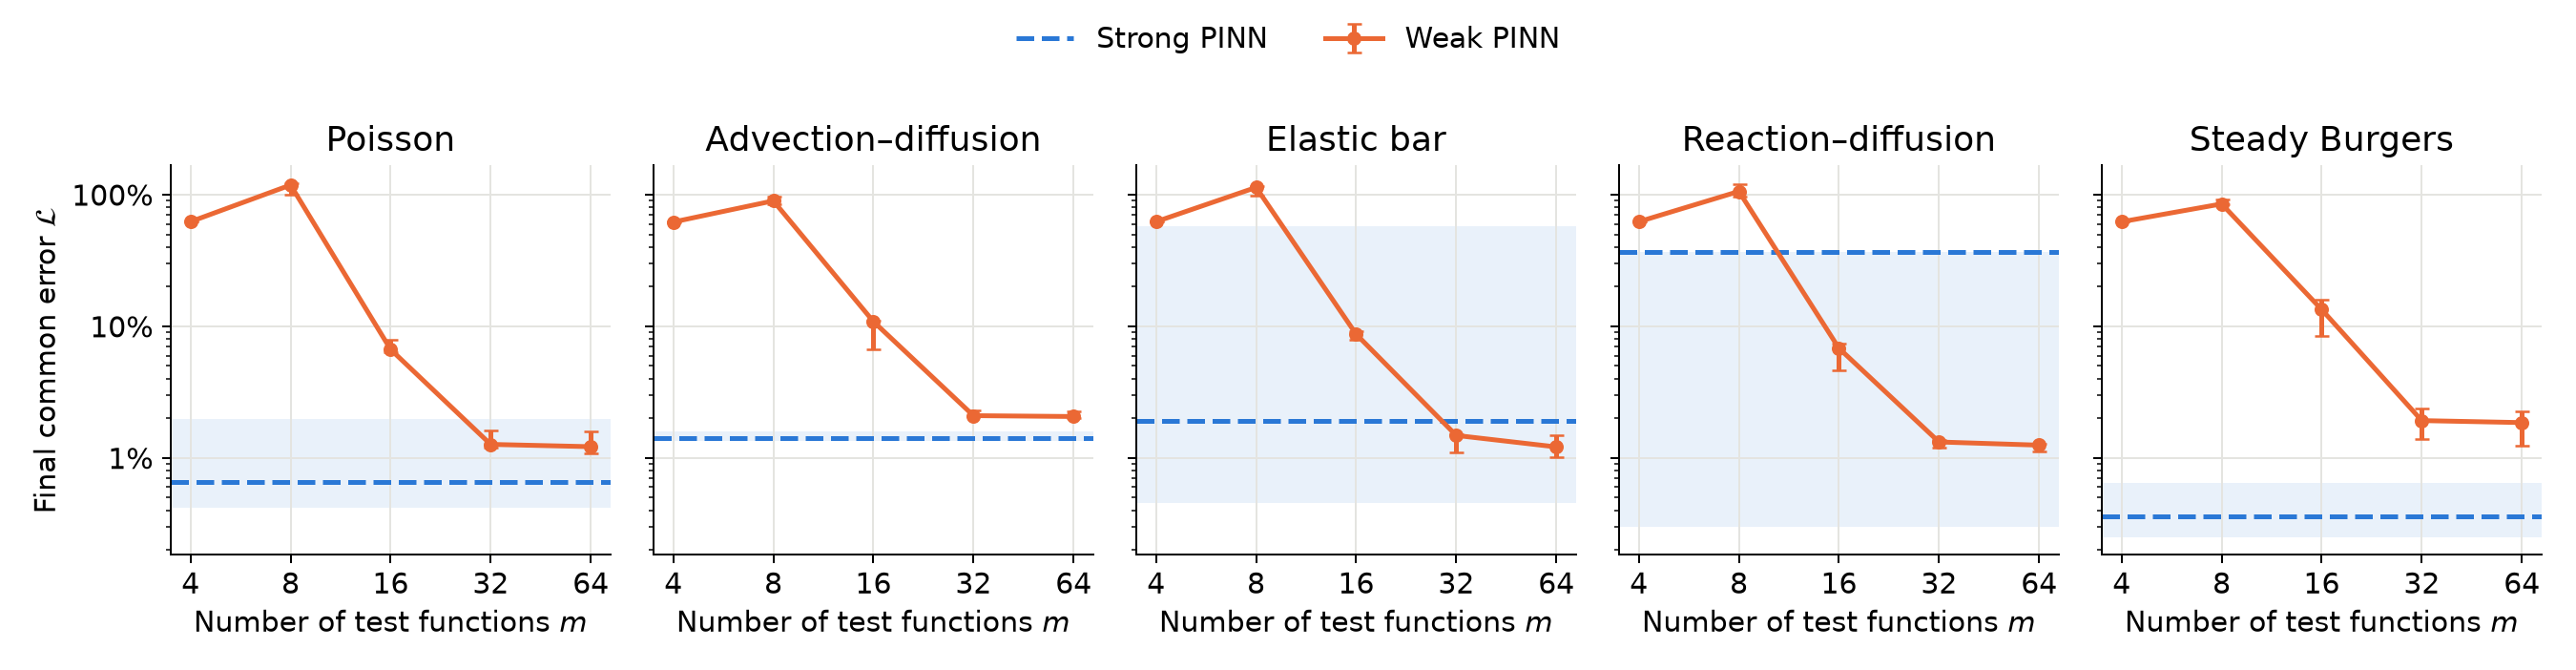 Strong PINN
Weak PINN
Poisson
Advection–diffusion
Elastic bar
Reaction–diffusion
Steady Burgers
Final common error ℒ
100%
10%
1%
4 8 16 32 64
4 8 16 32 64
4 8 16 32 64
4 8 16 32 64
4 8 16 32 64
Number of test functions m
Number of test functions m
Number of test functions m
Number of test functions m
Number of test functions m